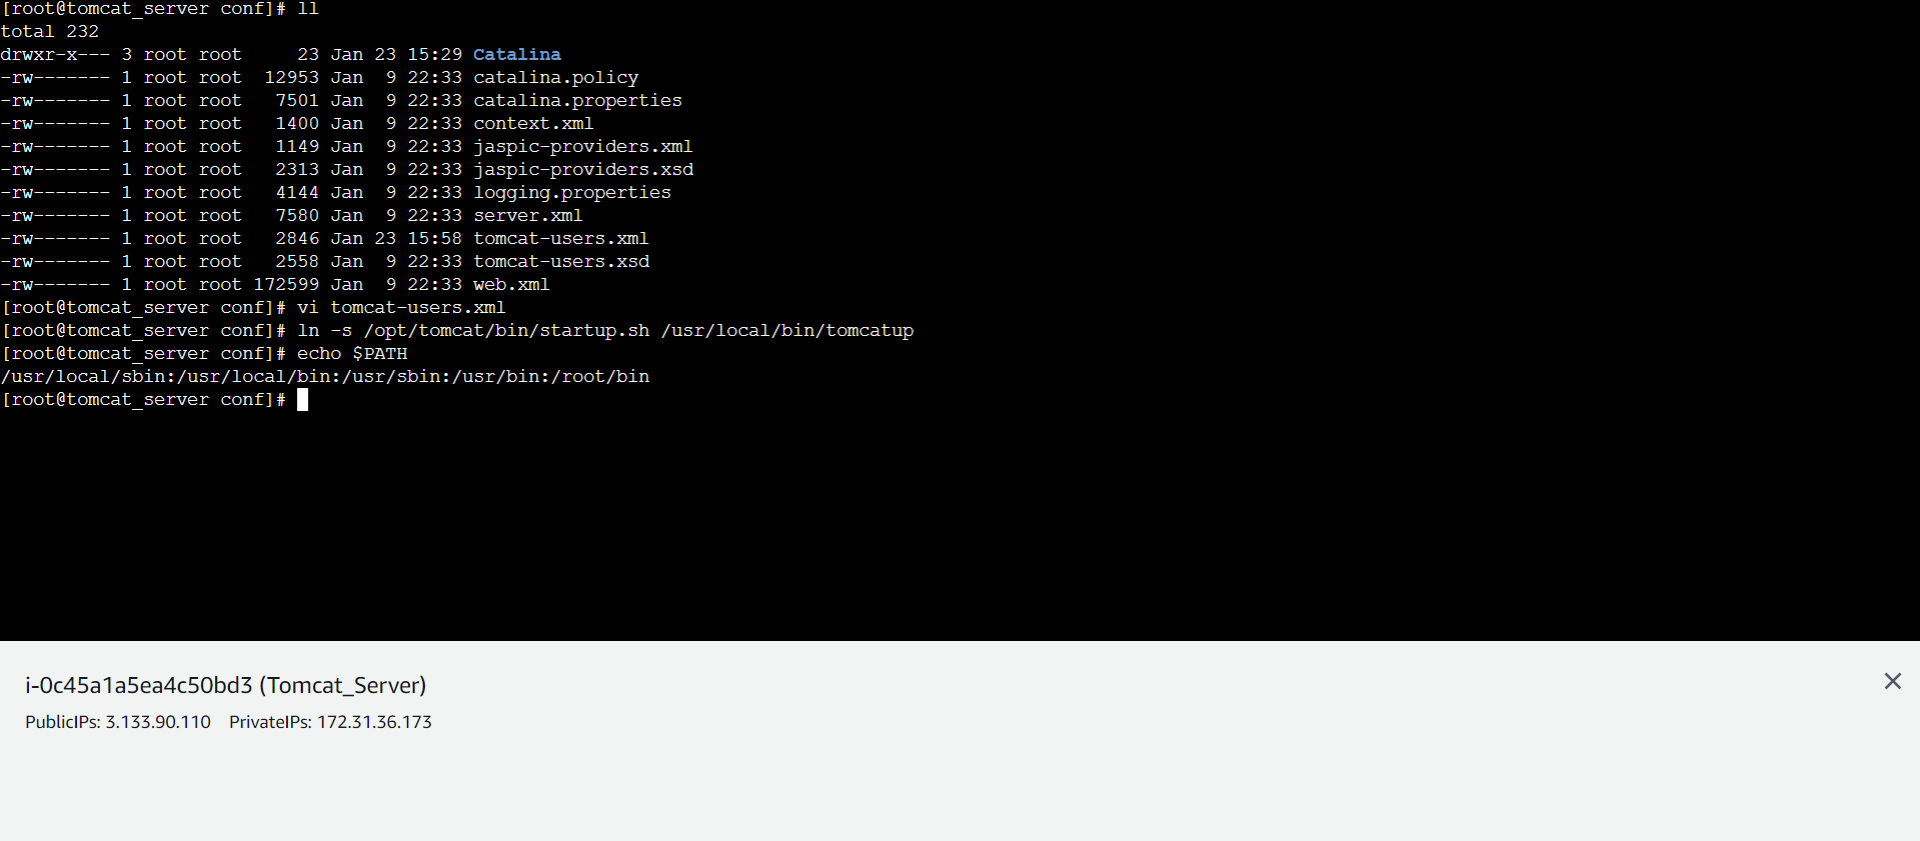 [root@tomcat_server conf]# ll
total 232
drwxr-x--- 3 root root     23 Jan 23 15:29 Catalina
-rw------- 1 root root  12953 Jan  9 22:33 catalina.policy
-rw------- 1 root root   7501 Jan  9 22:33 catalina.properties
-rw------- 1 root root   1400 Jan  9 22:33 context.xml
-rw------- 1 root root   1149 Jan  9 22:33 jaspic-providers.xml
-rw------- 1 root root   2313 Jan  9 22:33 jaspic-providers.xsd
-rw------- 1 root root   4144 Jan  9 22:33 logging.properties
-rw------- 1 root root   7580 Jan  9 22:33 server.xml
-rw------- 1 root root   2846 Jan 23 15:58 tomcat-users.xml
-rw------- 1 root root   2558 Jan  9 22:33 tomcat-users.xsd
-rw------- 1 root root 172599 Jan  9 22:33 web.xml
[root@tomcat_server conf]# vi tomcat-users.xml
[root@tomcat_server conf]# ln -s /opt/tomcat/bin/startup.sh /usr/local/bin/tomcatup
[root@tomcat_server conf]# echo $PATH
/usr/local/sbin:/usr/local/bin:/usr/sbin:/usr/bin:/root/bin
[root@tomcat_server conf]#
i-0c45a1a5ea4c50bd3 (Tomcat_Server)
PublicIPs: 3.133.90.110    PrivateIPs: 172.31.36.173